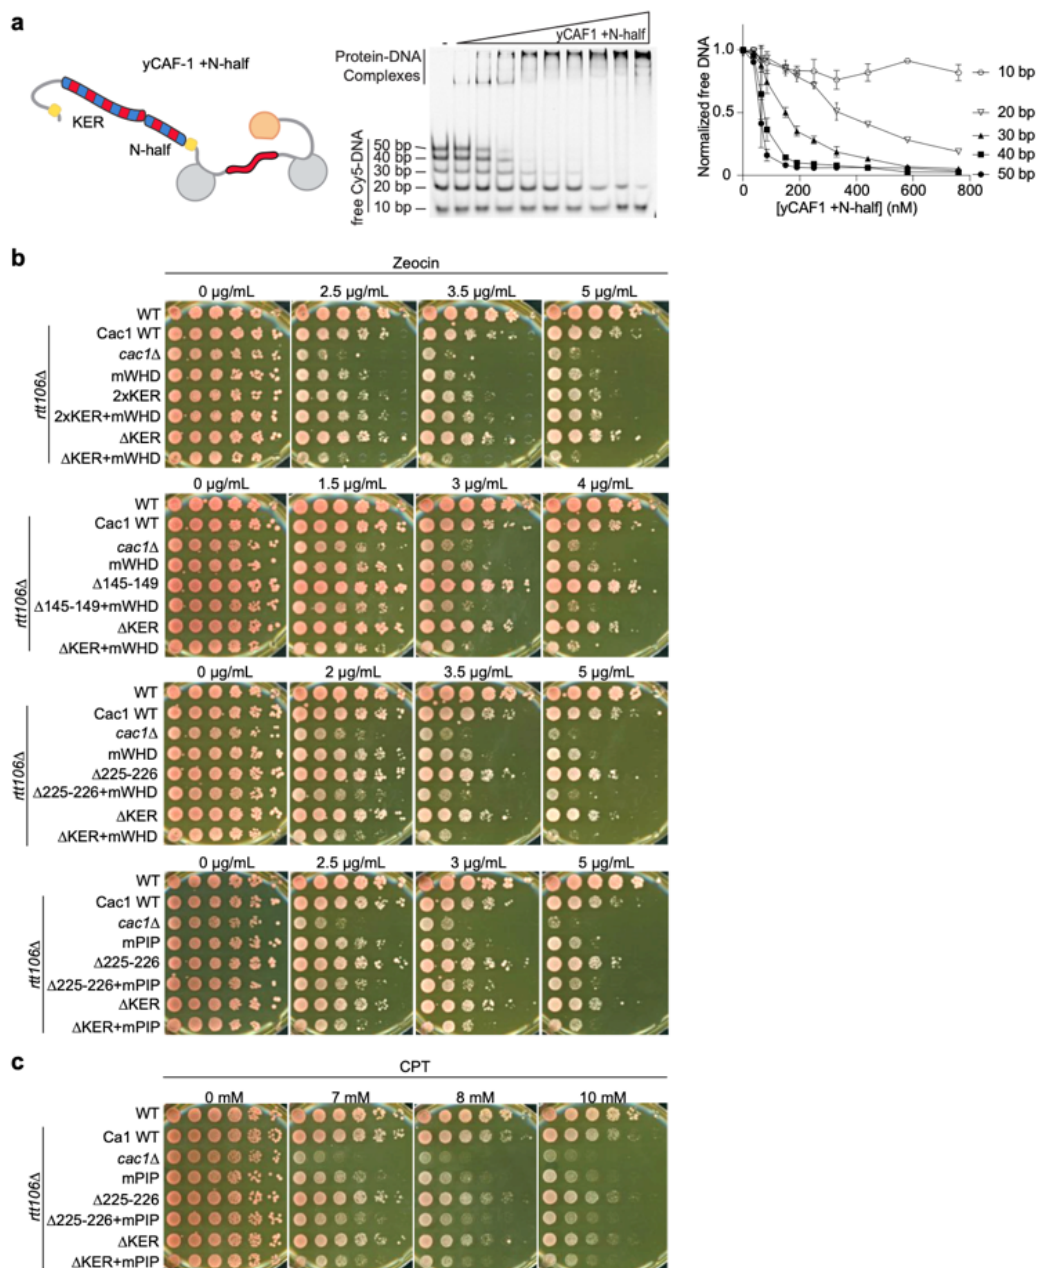 a
yCAF-1 +N-half
KER
N-half
- yCAF1 +N-half
Protein-DNA
Complexes
free Cy5-DNA
50 bp
40 bp
30 bp
20 bp
10 bp
Normalized free DNA
1.0
0.5
0
0 200 400 600 800
[yCAF1 +N-half] (nM)
10 bp
20 bp
30 bp
40 bp
50 bp
b
Zeocin
0 µg/mL 2.5 µg/mL 3.5 µg/mL 5 µg/mL
rtt106Δ
WT
Cac1 WT
cac1Δ
mWHD
2xKER
2xKER+mWHD
ΔKER
ΔKER+mWHD
0 µg/mL 1.5 µg/mL 3 µg/mL 4 µg/mL
rtt106Δ
WT
Cac1 WT
cac1Δ
mWHD
Δ145-149
Δ145-149+mWHD
ΔKER
ΔKER+mWHD
0 µg/mL 2 µg/mL 3.5 µg/mL 5 µg/mL
rtt106Δ
WT
Cac1 WT
cac1Δ
mWHD
Δ225-226
Δ225-226+mWHD
ΔKER
ΔKER+mWHD
0 µg/mL 2.5 µg/mL 3 µg/mL 5 µg/mL
rtt106Δ
WT
Cac1 WT
cac1Δ
mPIP
Δ225-226
Δ225-226+mPIP
ΔKER
ΔKER+mPIP
c
CPT
0 mM 7 mM 8 mM 10 mM
rtt106Δ
WT
Ca1 WT
cac1Δ
mPIP
Δ225-226
Δ225-226+mPIP
ΔKER
ΔKER+mPIP